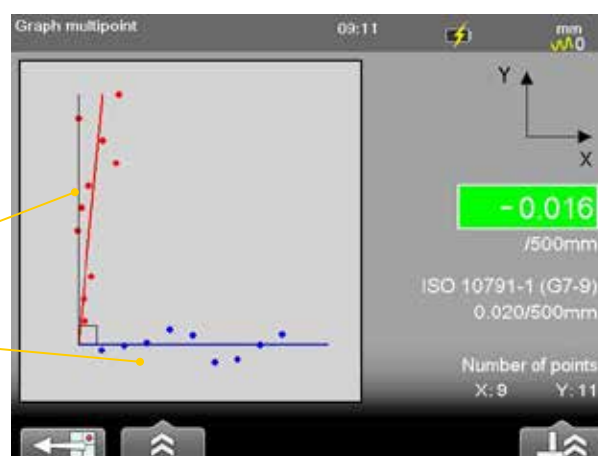 Graph multipoint 09:11 mm
0
Y
X
-0.016
/500mm
ISO 10791-1 (G7-9)
0.020/500mm
Number of points
X: 9 Y: 11